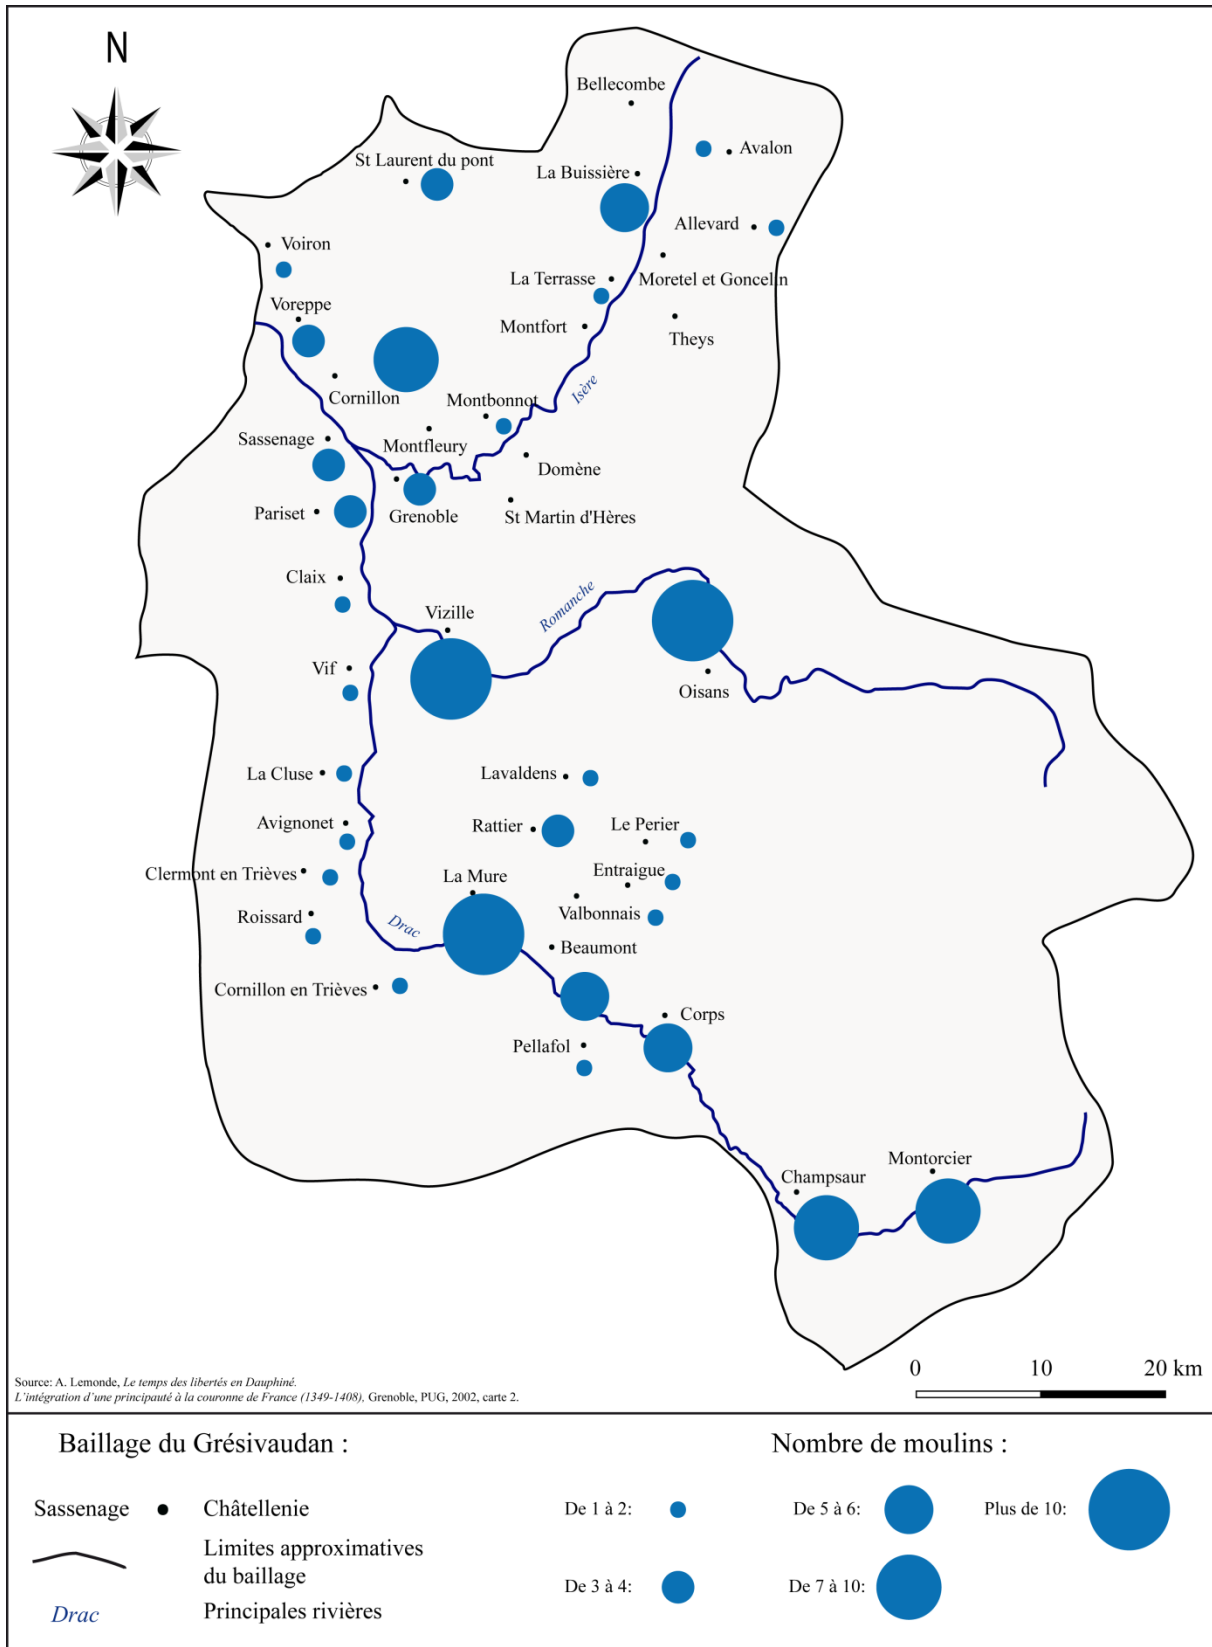 N
Bellecombe
Avalon
St Laurent du pont
La Buissière
Allevard
Voiron
La Terrasse
Moretel et Goncelin
Voreppe
Montfort
Theys
Isère
Cornillon
Montbonnot
Sassenage
Montfleury
Domène
Pariset
Grenoble
St Martin d'Hères
Claix
Romanche
Vizille
Vif
Oisans
La Cluse
Lavaldens
Avignonet
Rattier
Le Perier
Clermont en Trièves
La Mure
Entraigue
Roissard
Drac
Valbonnais
Beaumont
Cornillon en Trièves
Corps
Pellafol
Champsaur
Montorcier
0 10 20 km
Source: A. Lemonde, Le temps des libertés en Dauphiné.
L'intégration d'une principauté à la couronne de France (1349-1408), Grenoble, PUG, 2002, carte 2.
Baillage du Grésivaudan :
Sassenage
Châtellenie
Limites approximatives
du baillage
Drac
Principales rivières
Nombre de moulins :
De 1 à 2:
De 3 à 4:
De 5 à 6:
De 7 à 10:
Plus de 10: